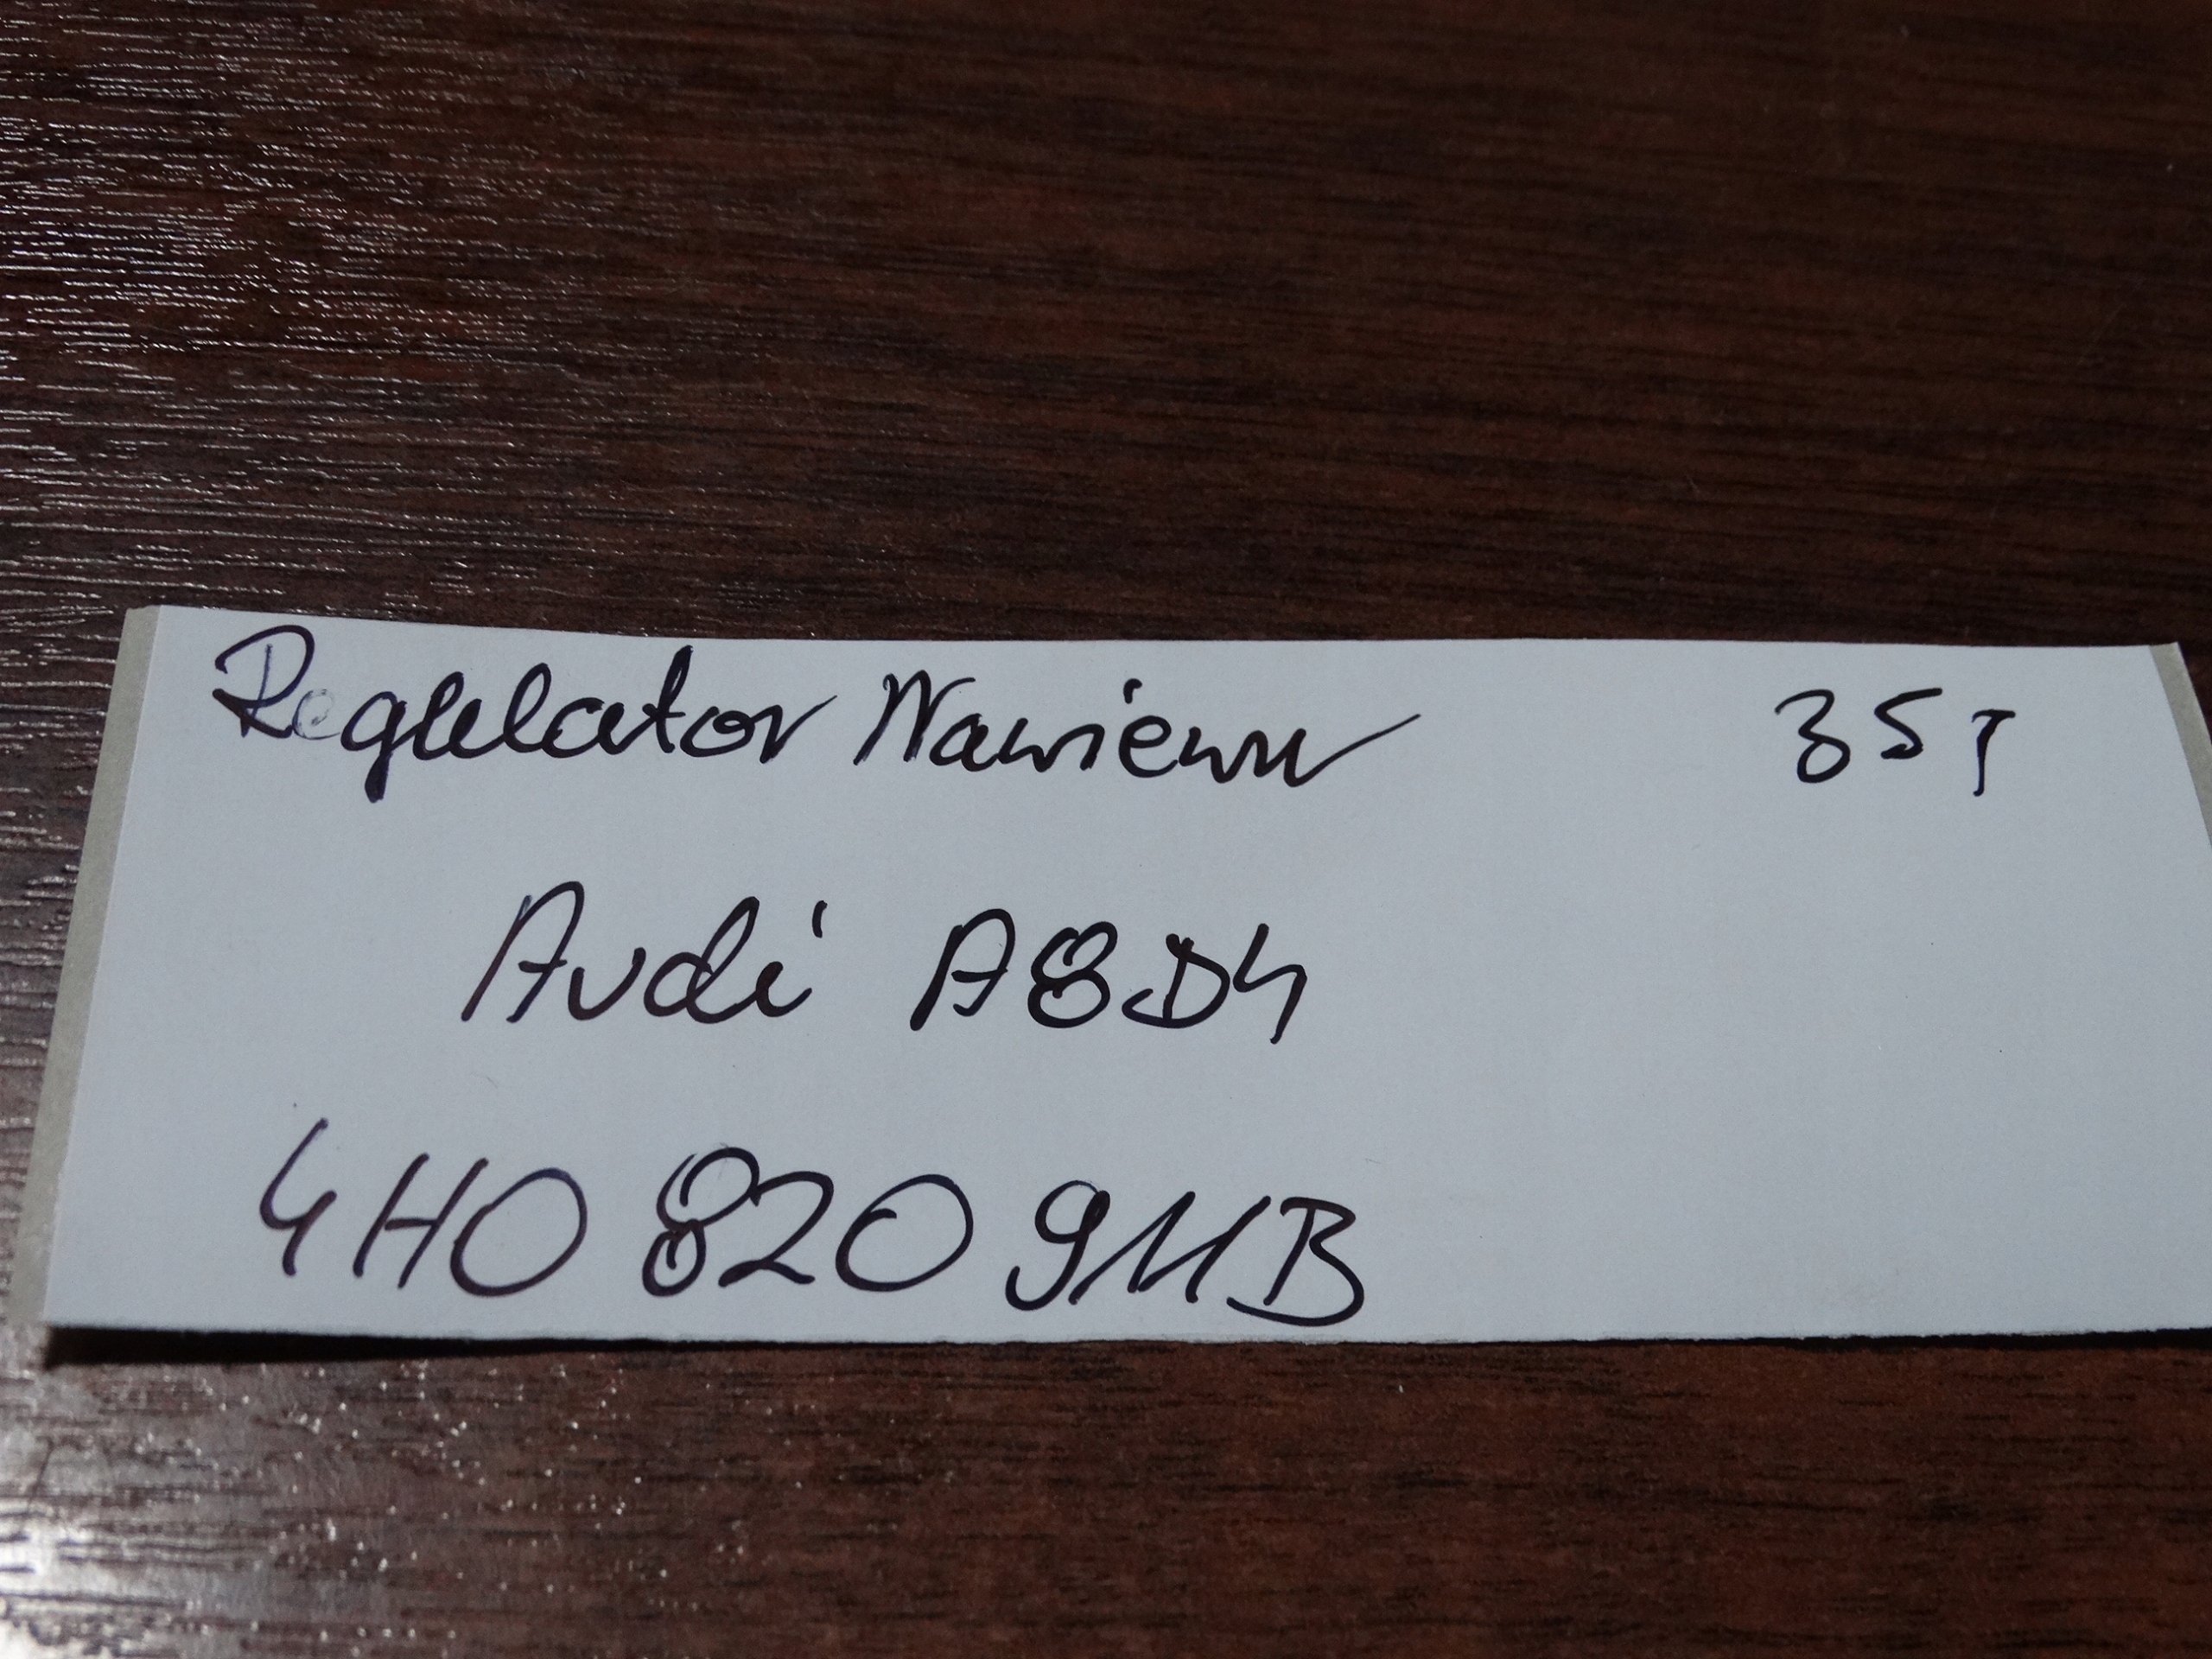 Regulator Nawiewu 35
Audi A8D4
4H0 820 911B